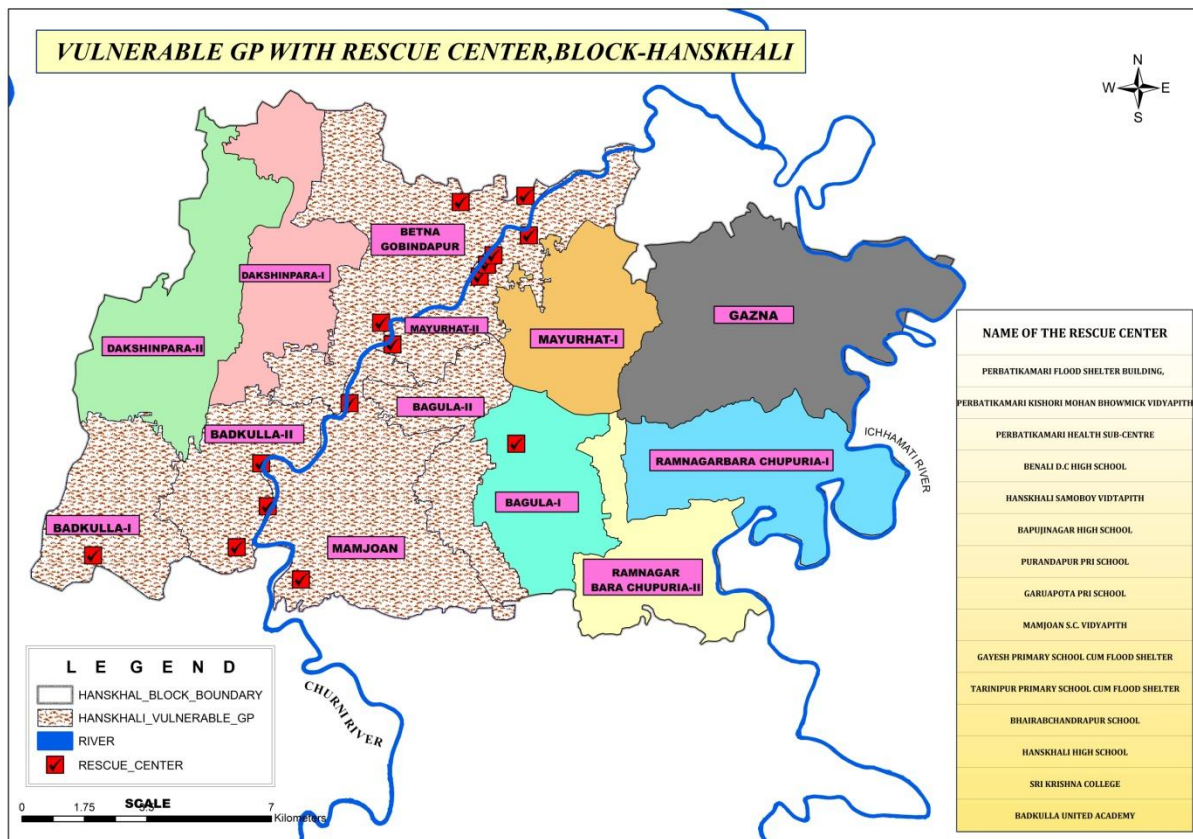 VULNERABLE GP WITH RESCUE CENTER,BLOCK-HANSKHALI
N
W
E
S
BETNA
GOBINDAPUR
DAKSHINPARA-I
MAYURHAT-II
MAYURHAT-I
GAZNA
DAKSHINPARA-II
BAGULA-II
BADKULLA-II
RAMNAGARBARA CHUPURIA-I
ICHHAMATI RIVER
BAGULA-I
BADKULLA-I
MAMJOAN
RAMNAGAR
BARA CHUPURIA-II
CHURNI RIVER
NAME OF THE RESCUE CENTER
PERBATIKAMARI FLOOD SHELTER BUILDING,
PERBATIKAMARI KISHORI MOHAN BHOWMICK VIDYAPITH
PERBATIKAMARI HEALTH SUB-CENTRE
BENALI D.C HIGH SCHOOL
HANSKHALI SAMOBOY VIDTAPITH
BAPUJINAGAR HIGH SCHOOL
PURANDAPUR PRI SCHOOL
GARUAPOTA PRI SCHOOL
MAMJOAN S.C. VIDYAPITH
GAYESH PRIMARY SCHOOL CUM FLOOD SHELTER
TARINIPUR PRIMARY SCHOOL CUM FLOOD SHELTER
BHAIRABCHANDRAPUR SCHOOL
HANSKHALI HIGH SCHOOL
SRI KRISHNA COLLEGE
BADKULLA UNITED ACADEMY
LEGEND
HANSKHAL_BLOCK_BOUNDARY
HANSKHALI_VULNERABLE_GP
RIVER
RESCUE_CENTER
SCALE
0 1.75 3.5 7
Kilometers